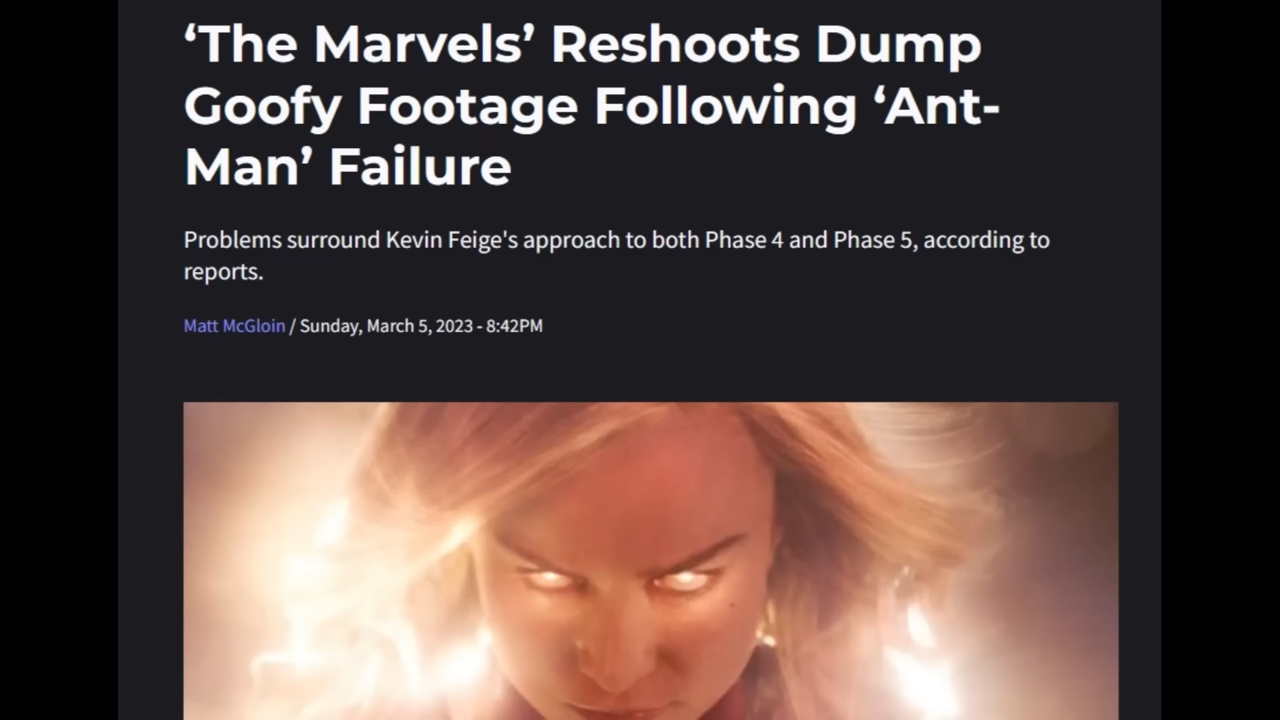 ‘The Marvels’ Reshoots Dump
Goofy Footage Following ‘Ant-
Man’ Failure
Problems surround Kevin Feige's approach to both Phase 4 and Phase 5, according to
reports.
Matt McGloin / Sunday, March 5, 2023 - 8:42PM